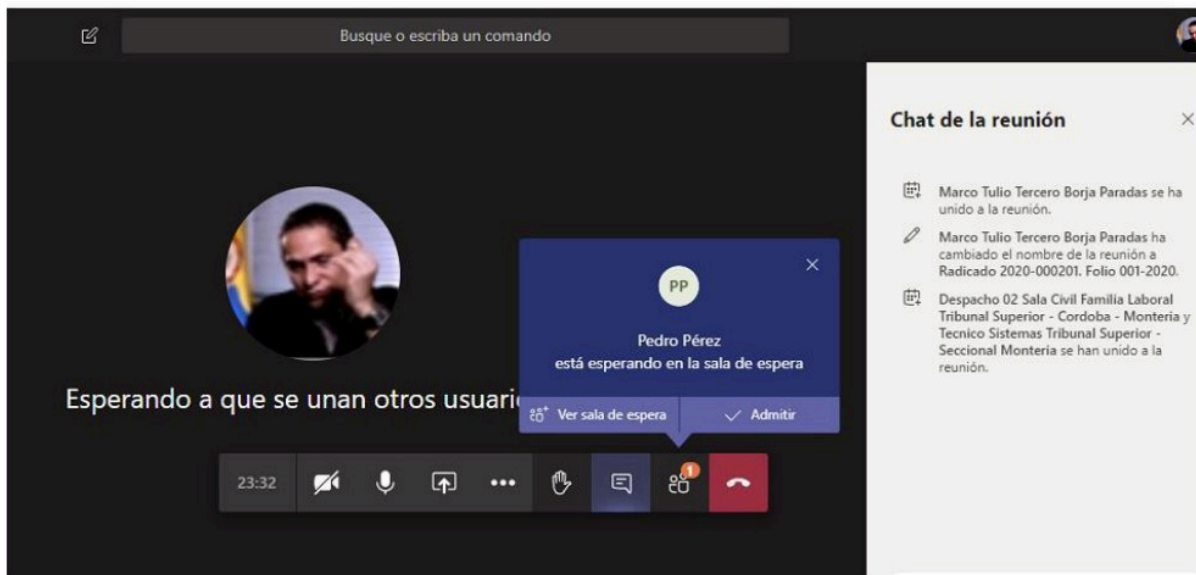 Busque o escriba un comando
Chat de la reunión
Marco Tulio Tercero Borja Paradas se ha
unido a la reunión.
Marco Tulio Tercero Borja Paradas ha
cambiado el nombre de la reunión a
Radicado 2020-000201. Folio 001-2020.
Despacho 02 Sala Civil Familia Laboral
Tribunal Superior - Cordoba - Monteria y
Tecnico Sistemas Tribunal Superior -
Seccional Monteria se han unido a la
reunión.
PP
Pedro Pérez
está esperando en la sala de espera
Ver sala de espera
Admitir
Esperando a que se unan otros
23:32
1